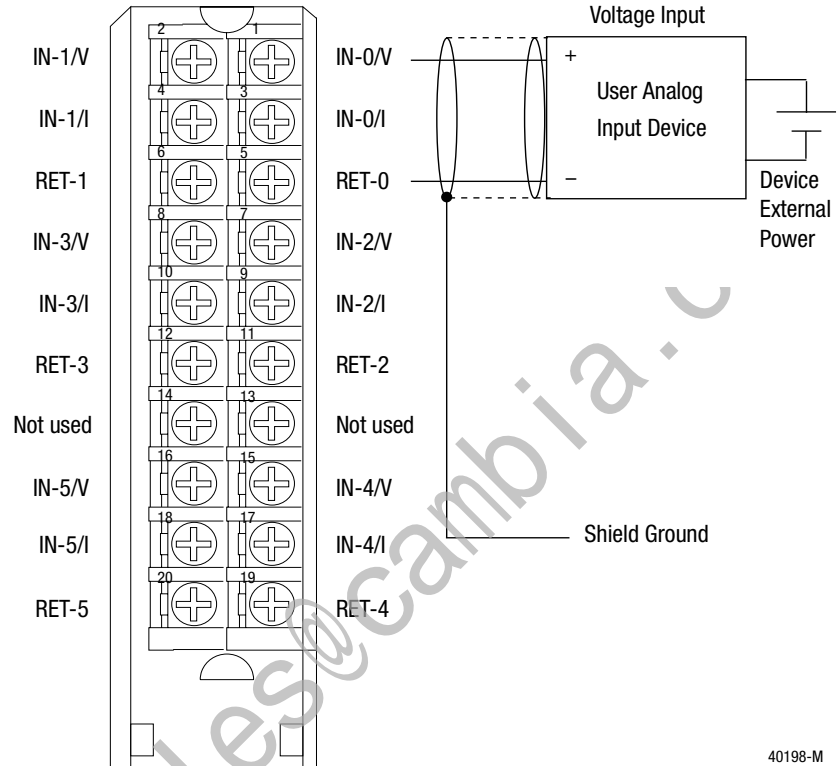 Voltage Input
2 1
IN-1/V IN-0/V + User Analog
Input Device
4 3
IN-1/I IN-0/I
6 5
RET-1 RET-0 − Device
External
Power
8 7
IN-3/V IN-2/V
10 9
IN-3/I IN-2/I
12 11
RET-3 RET-2
14 13
Not used Not used
16 15
IN-5/V IN-4/V
18 17
IN-5/I IN-4/I Shield Ground
20 19
RET-5 RET-4
les@cambia.c
40198-M